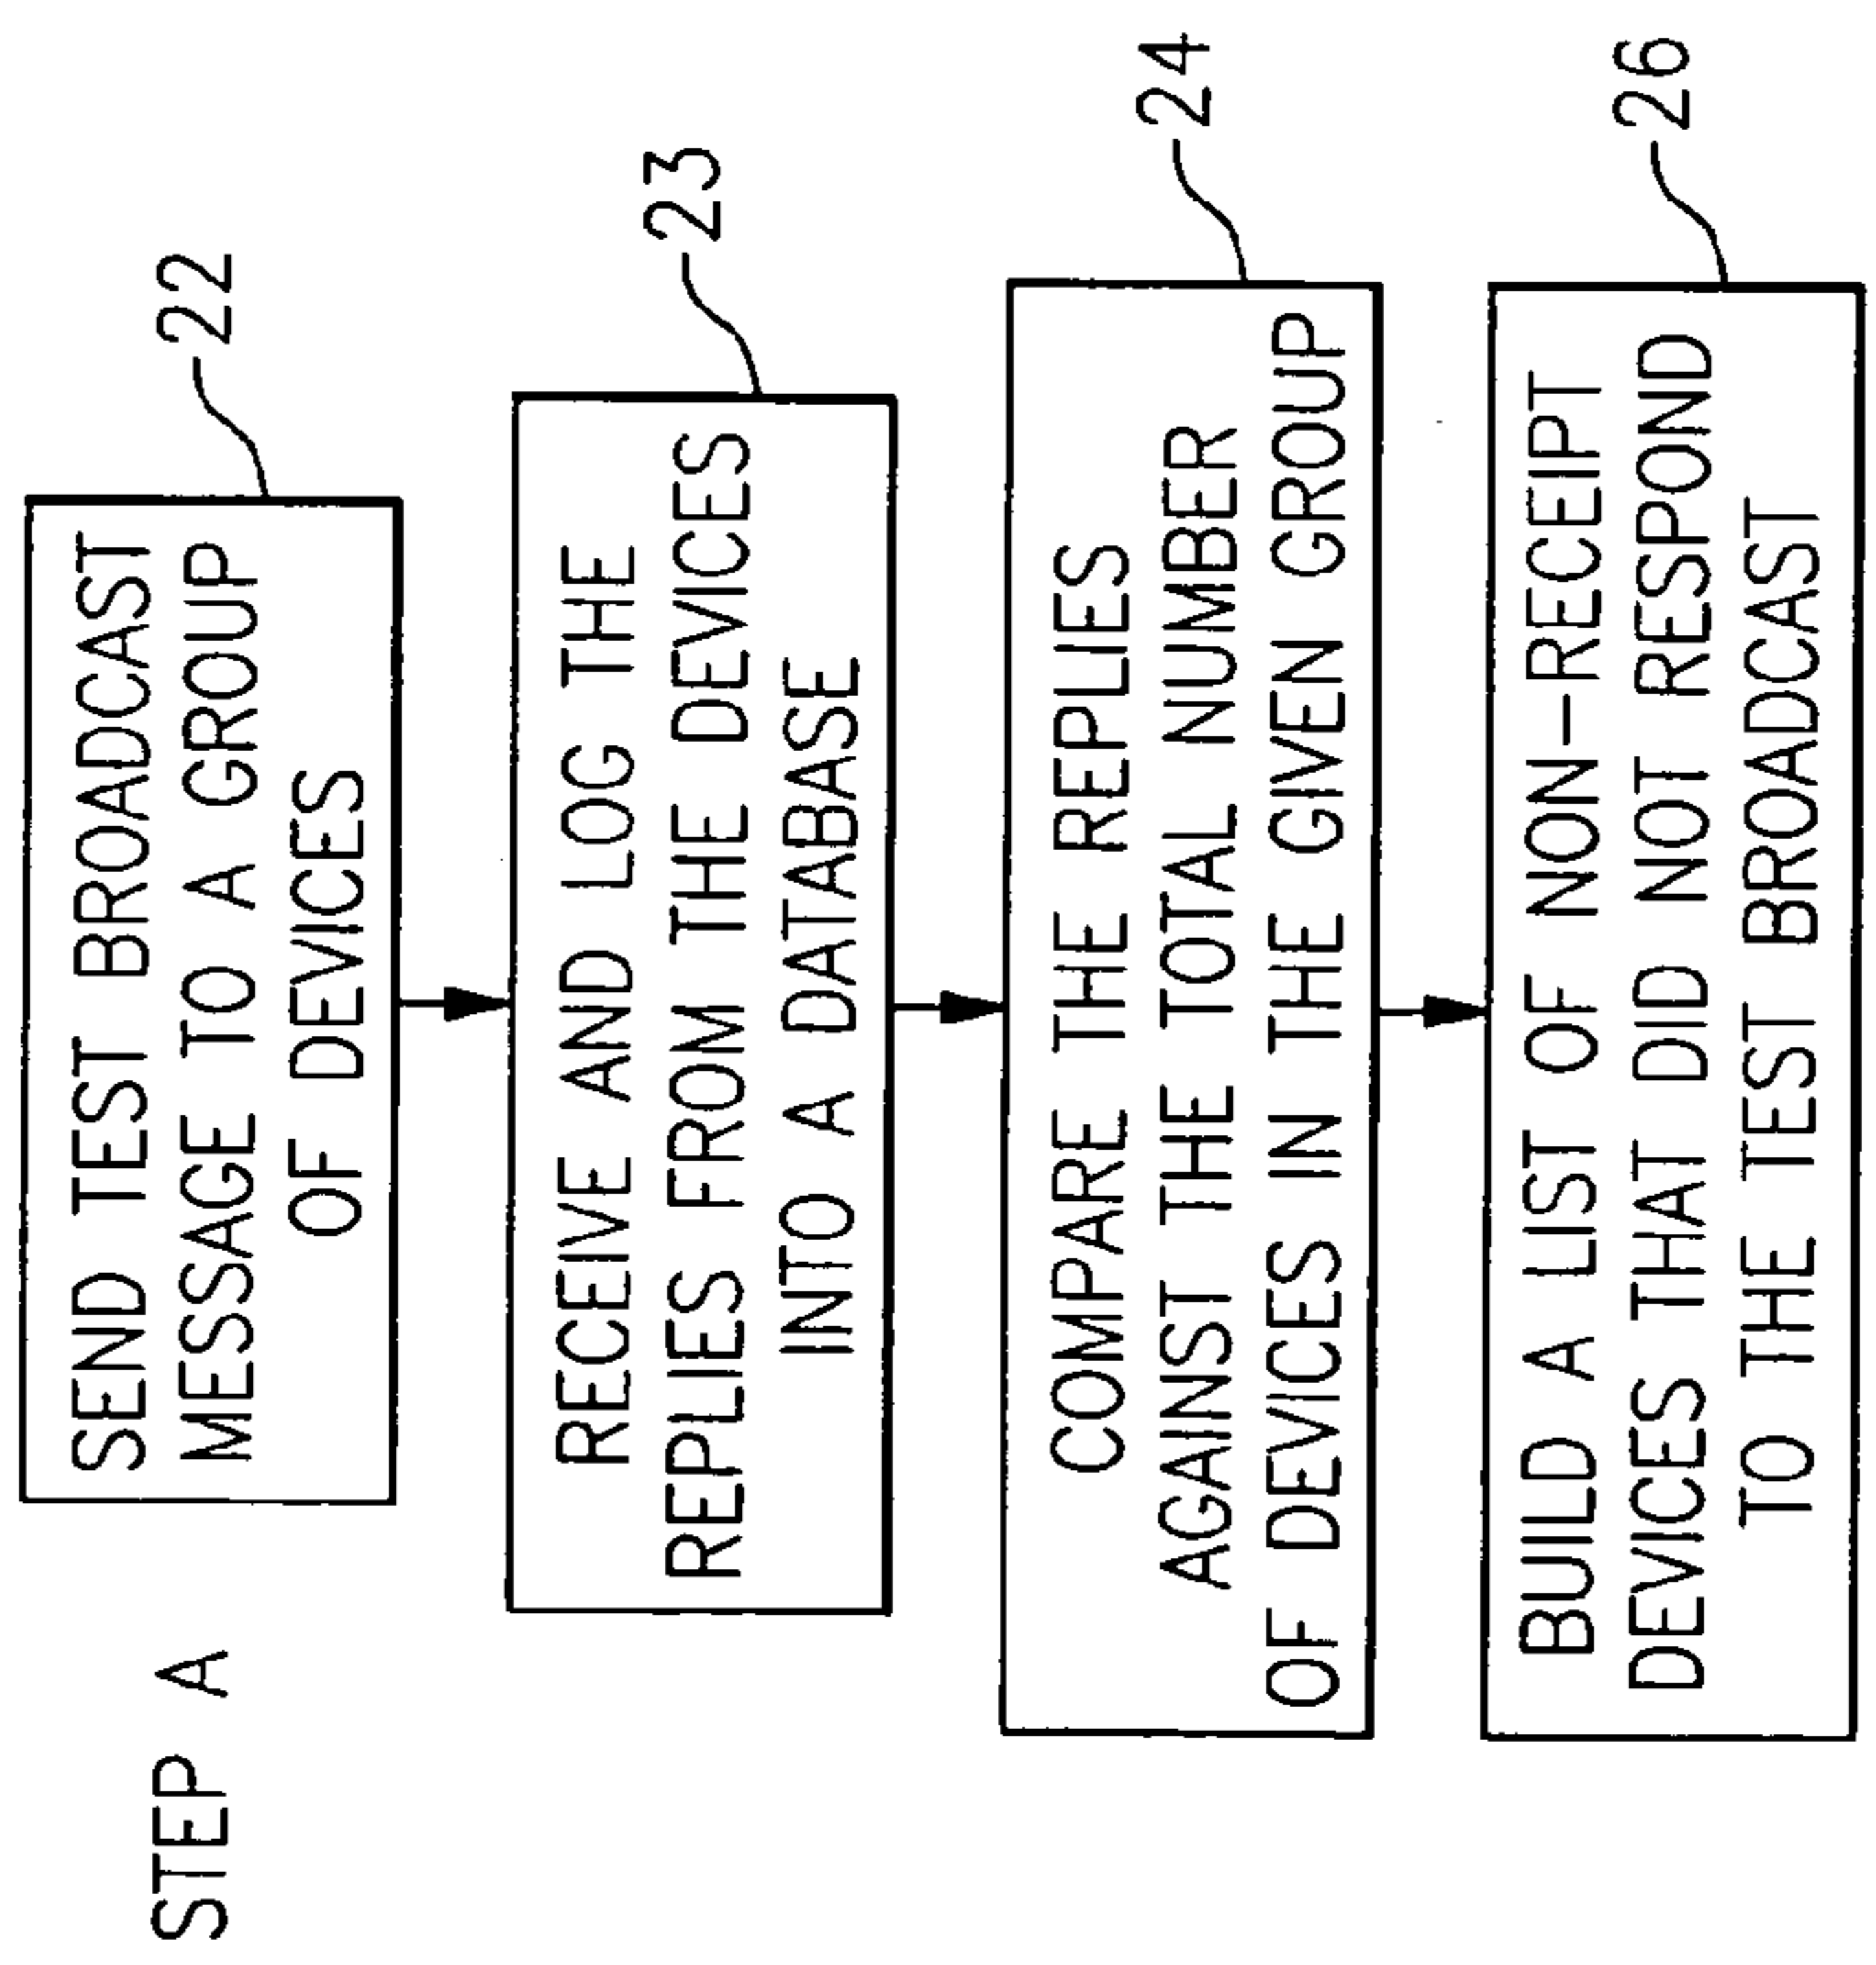 STEP A
SEND TEST BROADCAST
MESSAGE TO A GROUP
OF DEVICES
22
RECEIVE AND LOG THE
REPLIES FROM THE DEVICES
INTO A DATABASE
23
COMPARE THE REPLIES
AGAINST THE TOTAL NUMBER
OF DEVICES IN THE GIVEN GROUP
24
BUILD A LIST OF NON-RECEIPT
DEVICES THAT DID NOT RESPOND
TO THE TEST BROADCAST
26